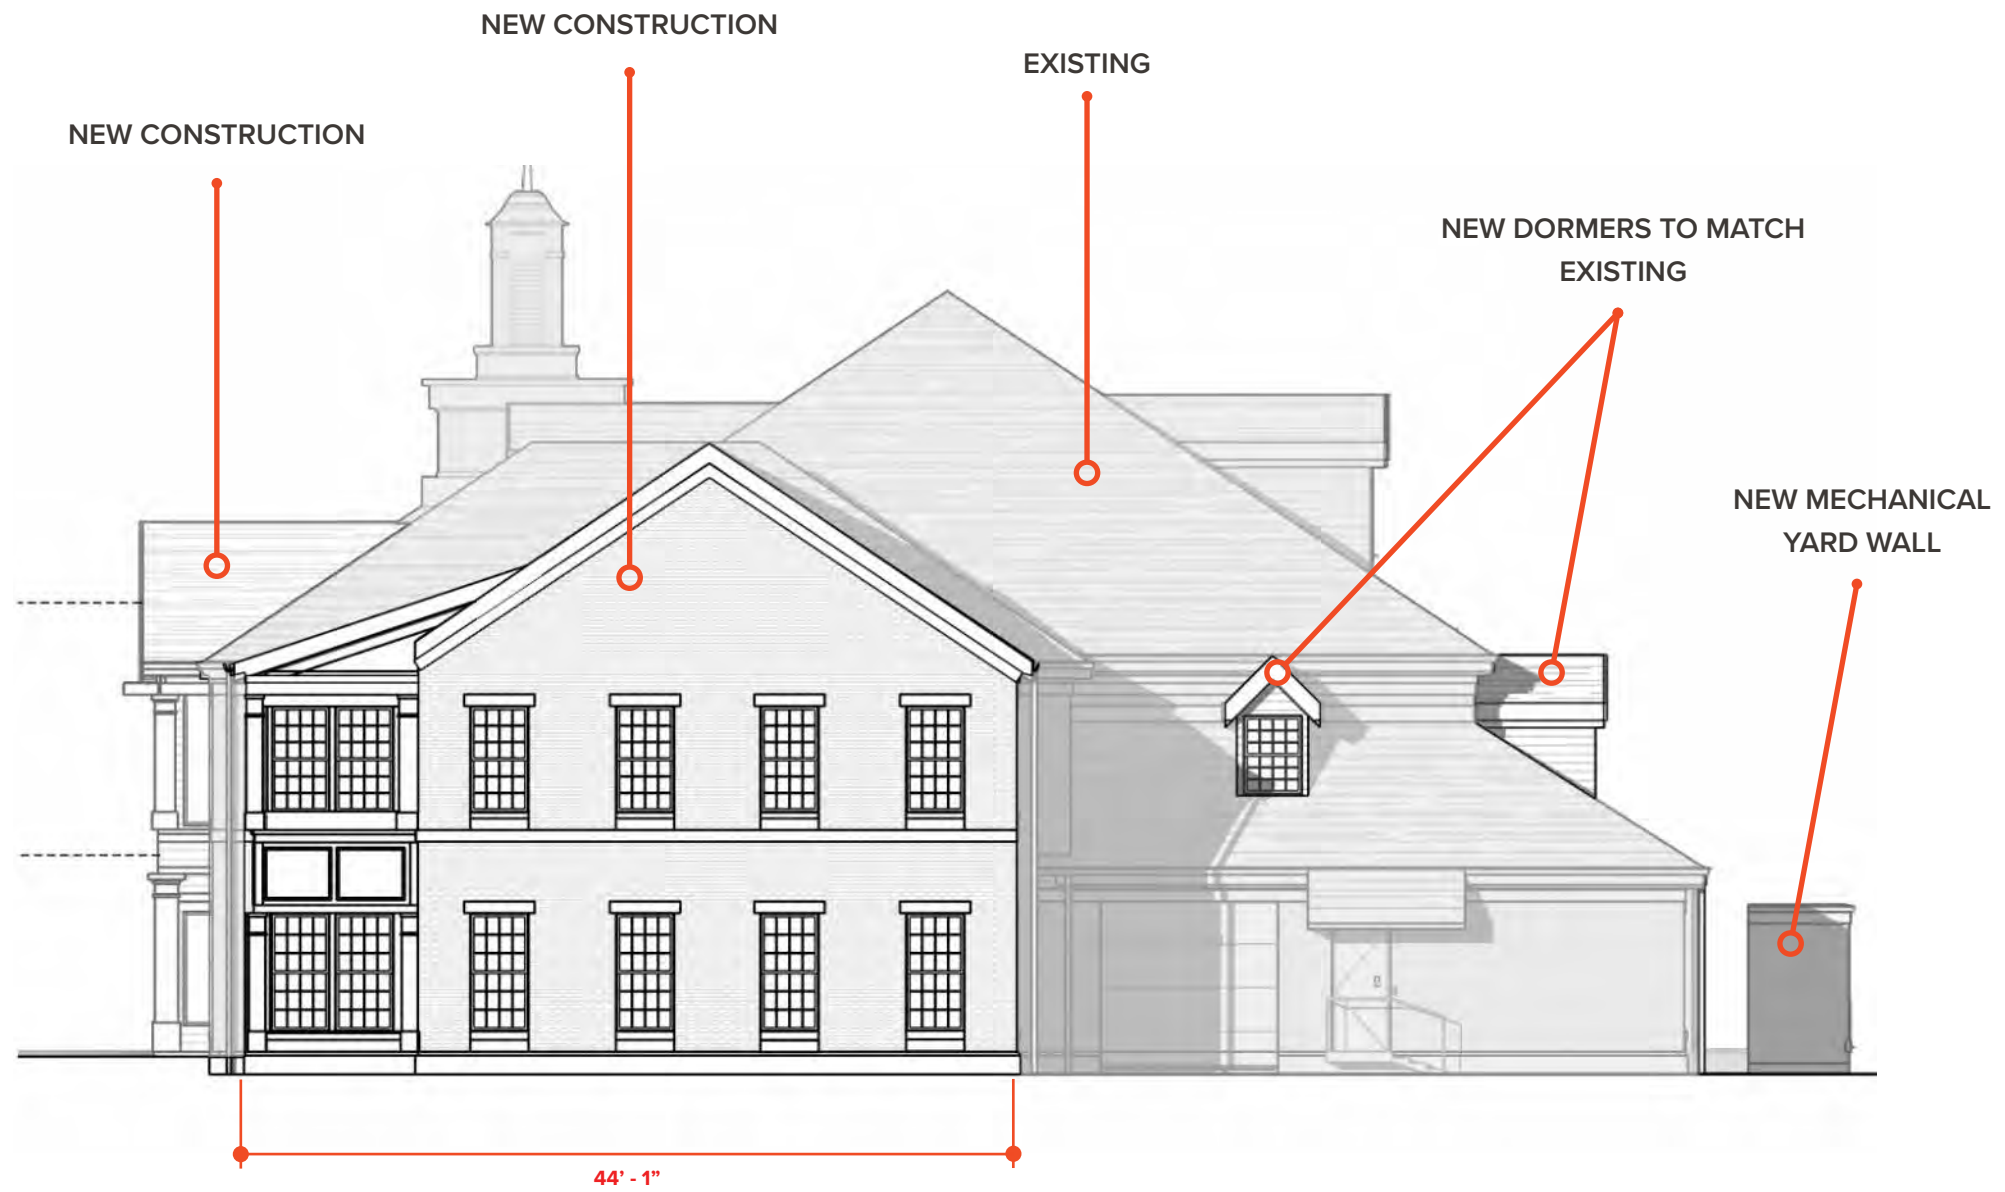 NEW CONSTRUCTION
EXISTING
NEW CONSTRUCTION
NEW DORMERS TO MATCH
EXISTING
NEW MECHANICAL
YARD WALL
44’ - 1”